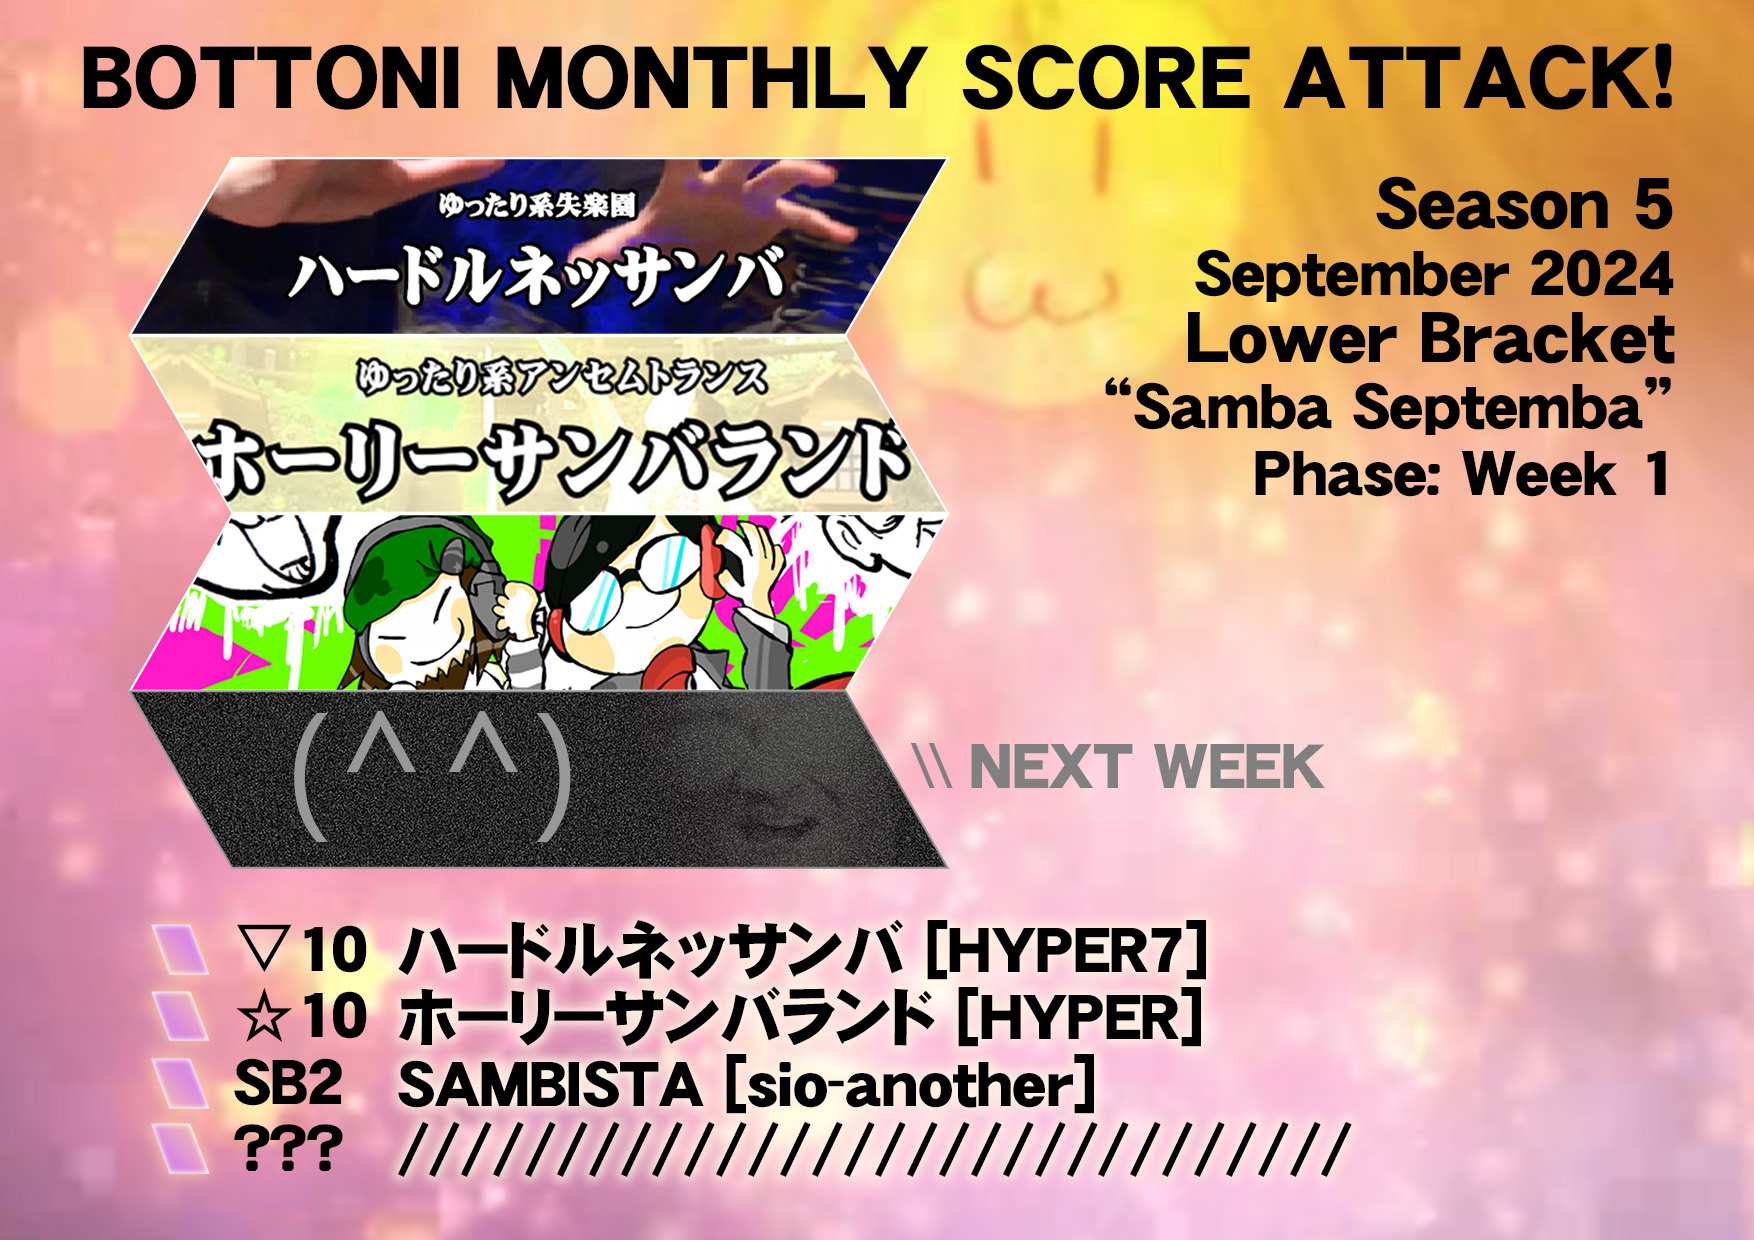 BOTTONI MONTHLY SCORE ATTACK!
ゆったり系失楽園
ハードルネッサンバ
ゆったり系アンセムトランス
ホーリーサンバランド
Season 5
September 2024
Lower Bracket
“Samba Septemba”
Phase: Week 1
(^ ^)
\\ NEXT WEEK
▽10 ハードルネッサンバ [HYPER7]
☆10 ホーリーサンバランド [HYPER]
SB2 SAMBISTA [sio-another]
??? //////////////////////////////